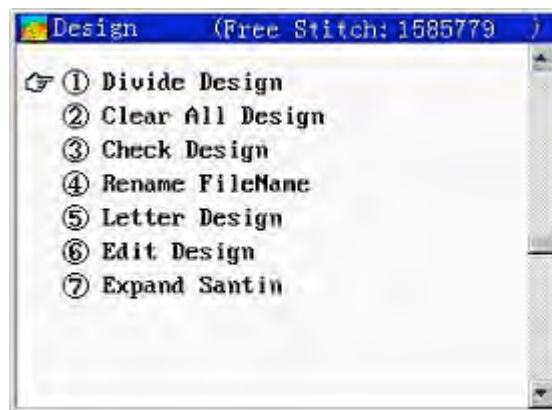 Design (Free Stitch: 1585779 )
① Divide Design
② Clear All Design
③ Check Design
④ Rename FileName
⑤ Letter Design
⑥ Edit Design
⑦ Expand Santin